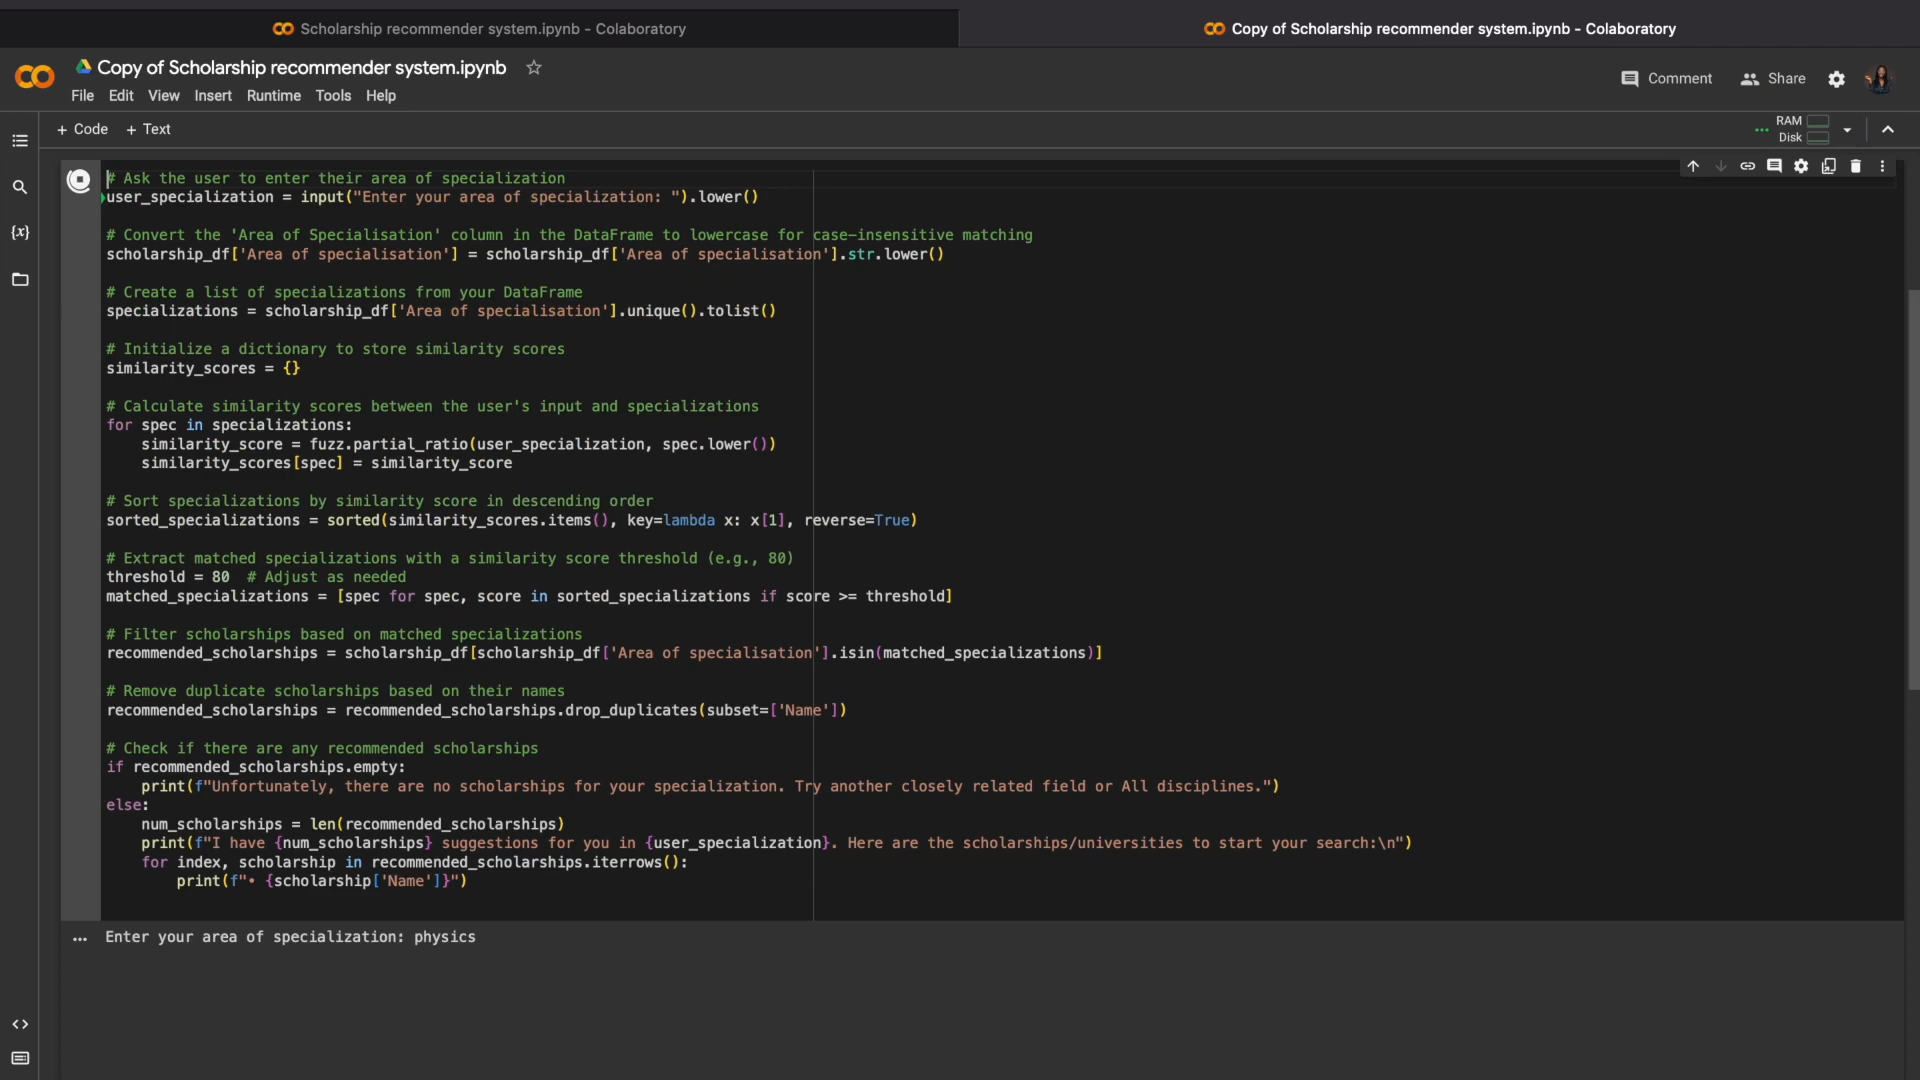 Scholarship recommender system.ipynb - Colaboratory
Copy of Scholarship recommender system.ipynb - Colaboratory
Copy of Scholarship recommender system.ipynb
Comment
Share
File Edit View Insert Runtime Tools Help
+ Code + Text
RAM
Disk
# Ask the user to enter their area of specialization
user_specialization = input("Enter your area of specialization: ").lower()
{x}
# Convert the 'Area of Specialisation' column in the DataFrame to lowercase for case-insensitive matching
scholarship_df['Area of specialisation'] = scholarship_df['Area of specialisation'].str.lower()
# Create a list of specializations from your DataFrame
specializations = scholarship_df['Area of specialisation'].unique().tolist()
# Initialize a dictionary to store similarity scores
similarity_scores = {}
# Calculate similarity scores between the user's input and specializations
for spec in specializations:
    similarity_score = fuzz.partial_ratio(user_specialization, spec.lower())
    similarity_scores[spec] = similarity_score
# Sort specializations by similarity score in descending order
sorted_specializations = sorted(similarity_scores.items(), key=lambda x: x[1], reverse=True)
# Extract matched specializations with a similarity score threshold (e.g., 80)
threshold = 80  # Adjust as needed
matched_specializations = [spec for spec, score in sorted_specializations if score >= threshold]
# Filter scholarships based on matched specializations
recommended_scholarships = scholarship_df[scholarship_df['Area of specialisation'].isin(matched_specializations)]
# Remove duplicate scholarships based on their names
recommended_scholarships = recommended_scholarships.drop_duplicates(subset=['Name'])
# Check if there are any recommended scholarships
if recommended_scholarships.empty:
    print(f"Unfortunately, there are no scholarships for your specialization. Try another closely related field or All disciplines.")
else:
    num_scholarships = len(recommended_scholarships)
    print(f"I have {num_scholarships} suggestions for you in {user_specialization}. Here are the scholarships/universities to start your search:\n")
    for index, scholarship in recommended_scholarships.iterrows():
        print(f"• {scholarship['Name']}")
... Enter your area of specialization: physics